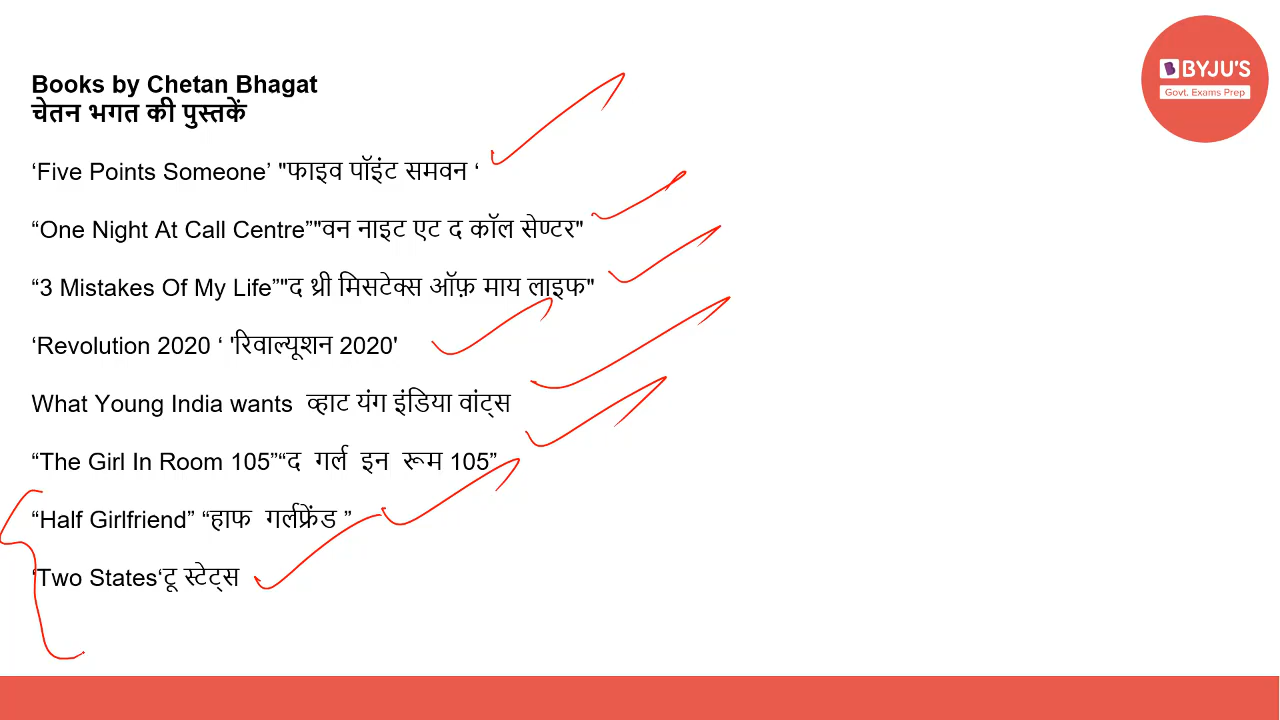 Books by Chetan Bhagat
चेतन भगत की पुस्तकें
‘Five Points Someone’ "फाइव पॉइंट समवन ‘
“One Night At Call Centre”"वन नाइट एट द कॉल सेण्टर"
“3 Mistakes Of My Life”"द थ्री मिसटेक्स ऑफ़ माय लाइफ"
‘Revolution 2020 ‘ 'रिवाल्यूशन 2020'
What Young India wants  व्हाट यंग इंडिया वांट्स
“The Girl In Room 105”“द  गर्ल  इन  रूम 105”
“Half Girlfriend” “हाफ  गर्लफ्रेंड ”
‘Two States‘टू स्टेट्स
BYJU'S
Govt. Exams Prep